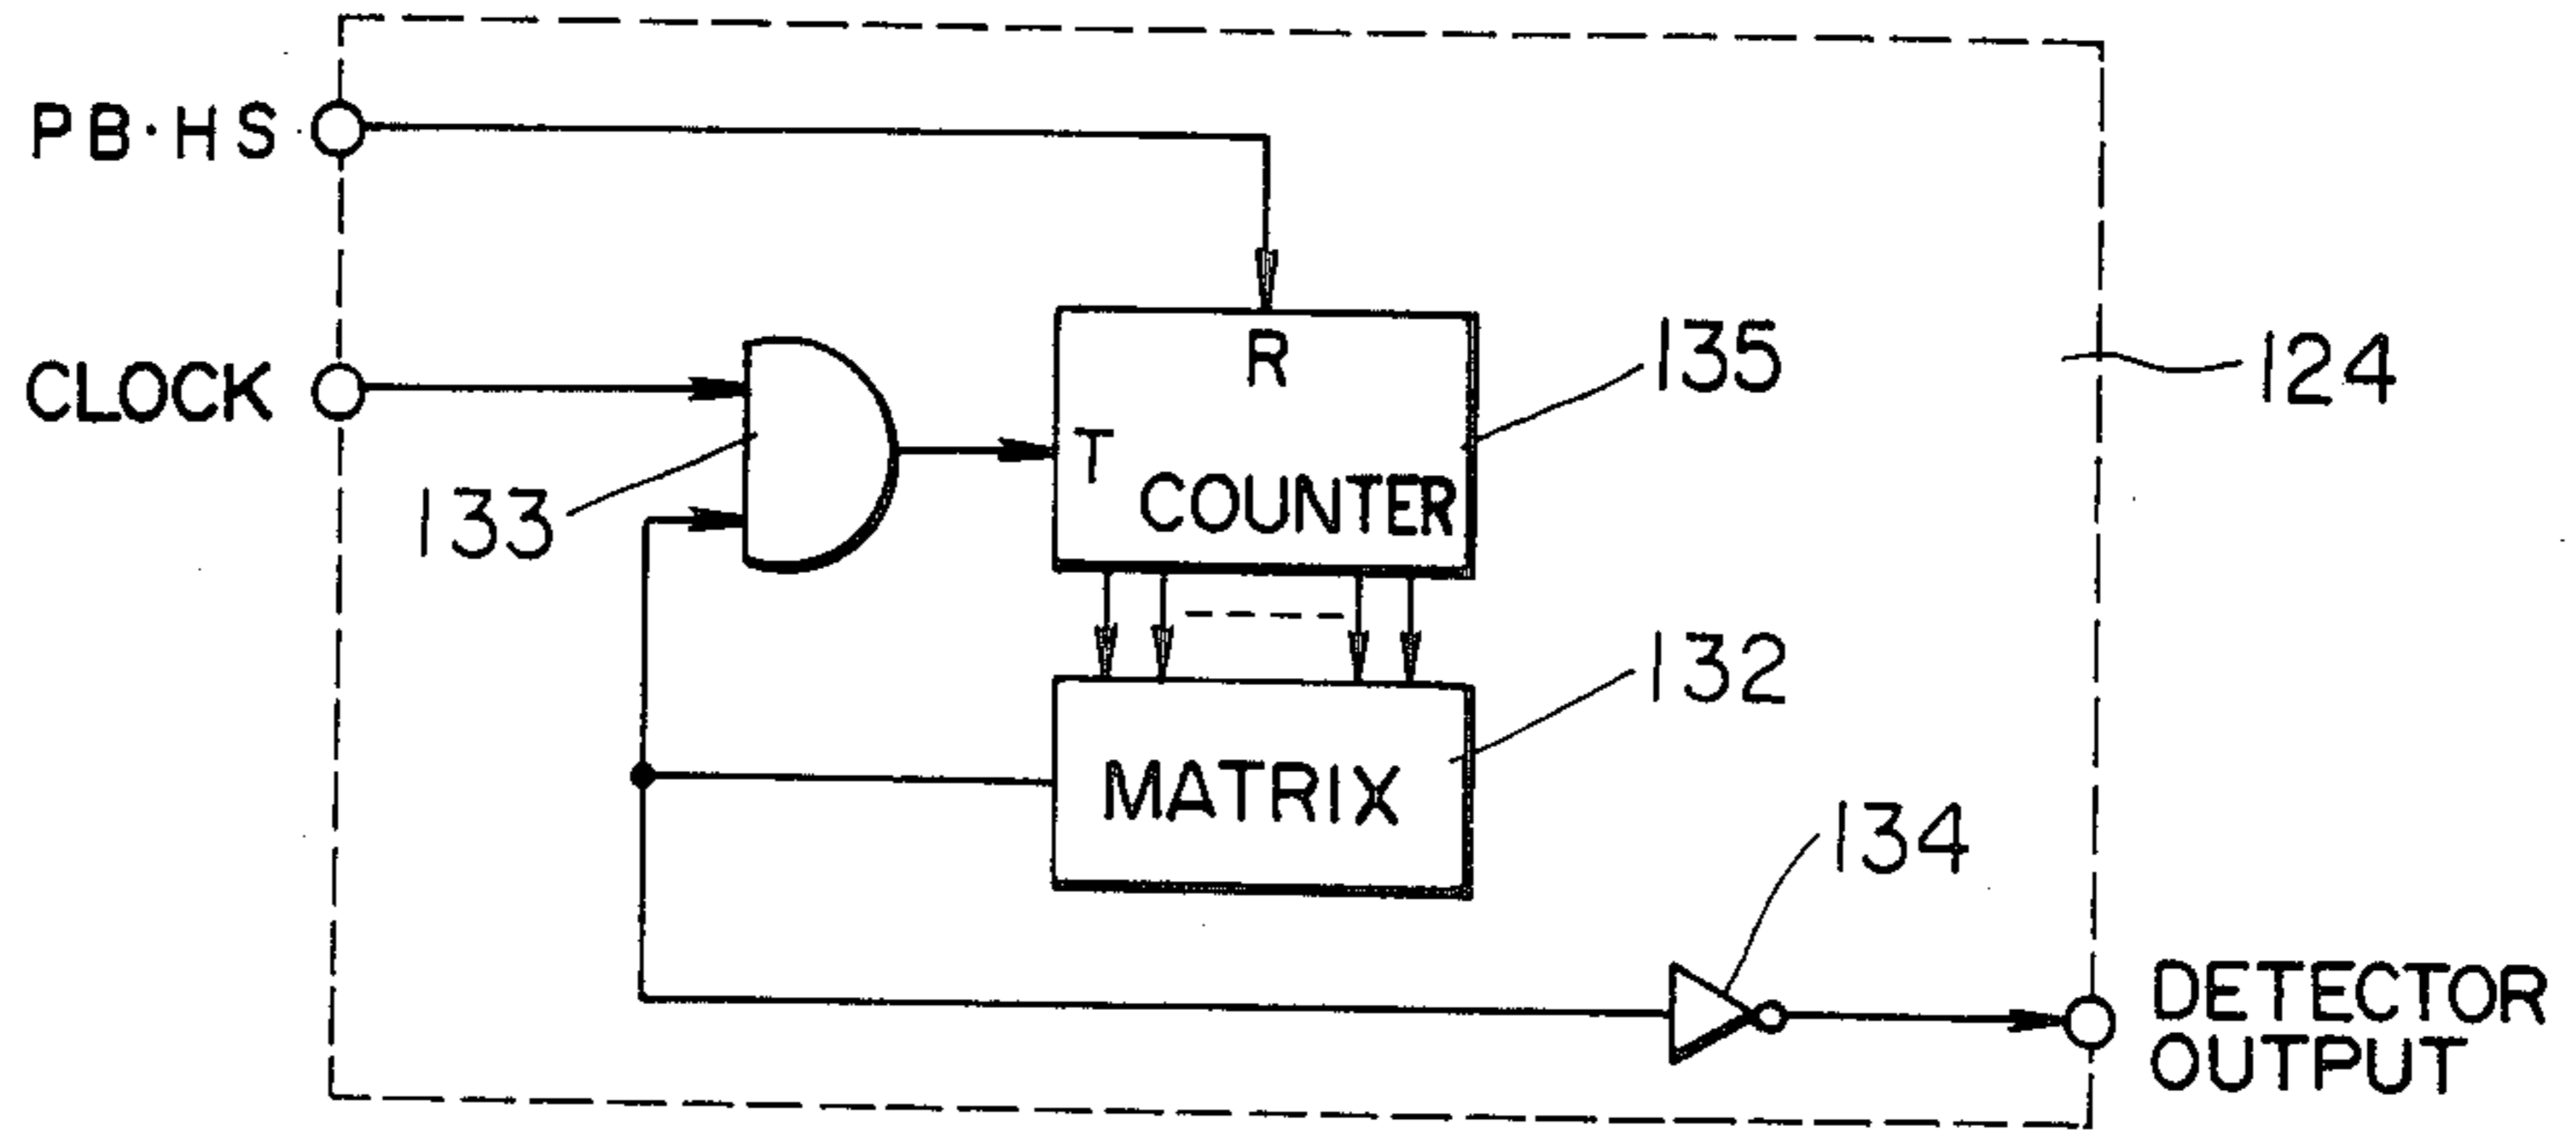 PB·HS
CLOCK
133
R
T
COUNTER
135
124
MATRIX
132
134
DETECTOR
OUTPUT